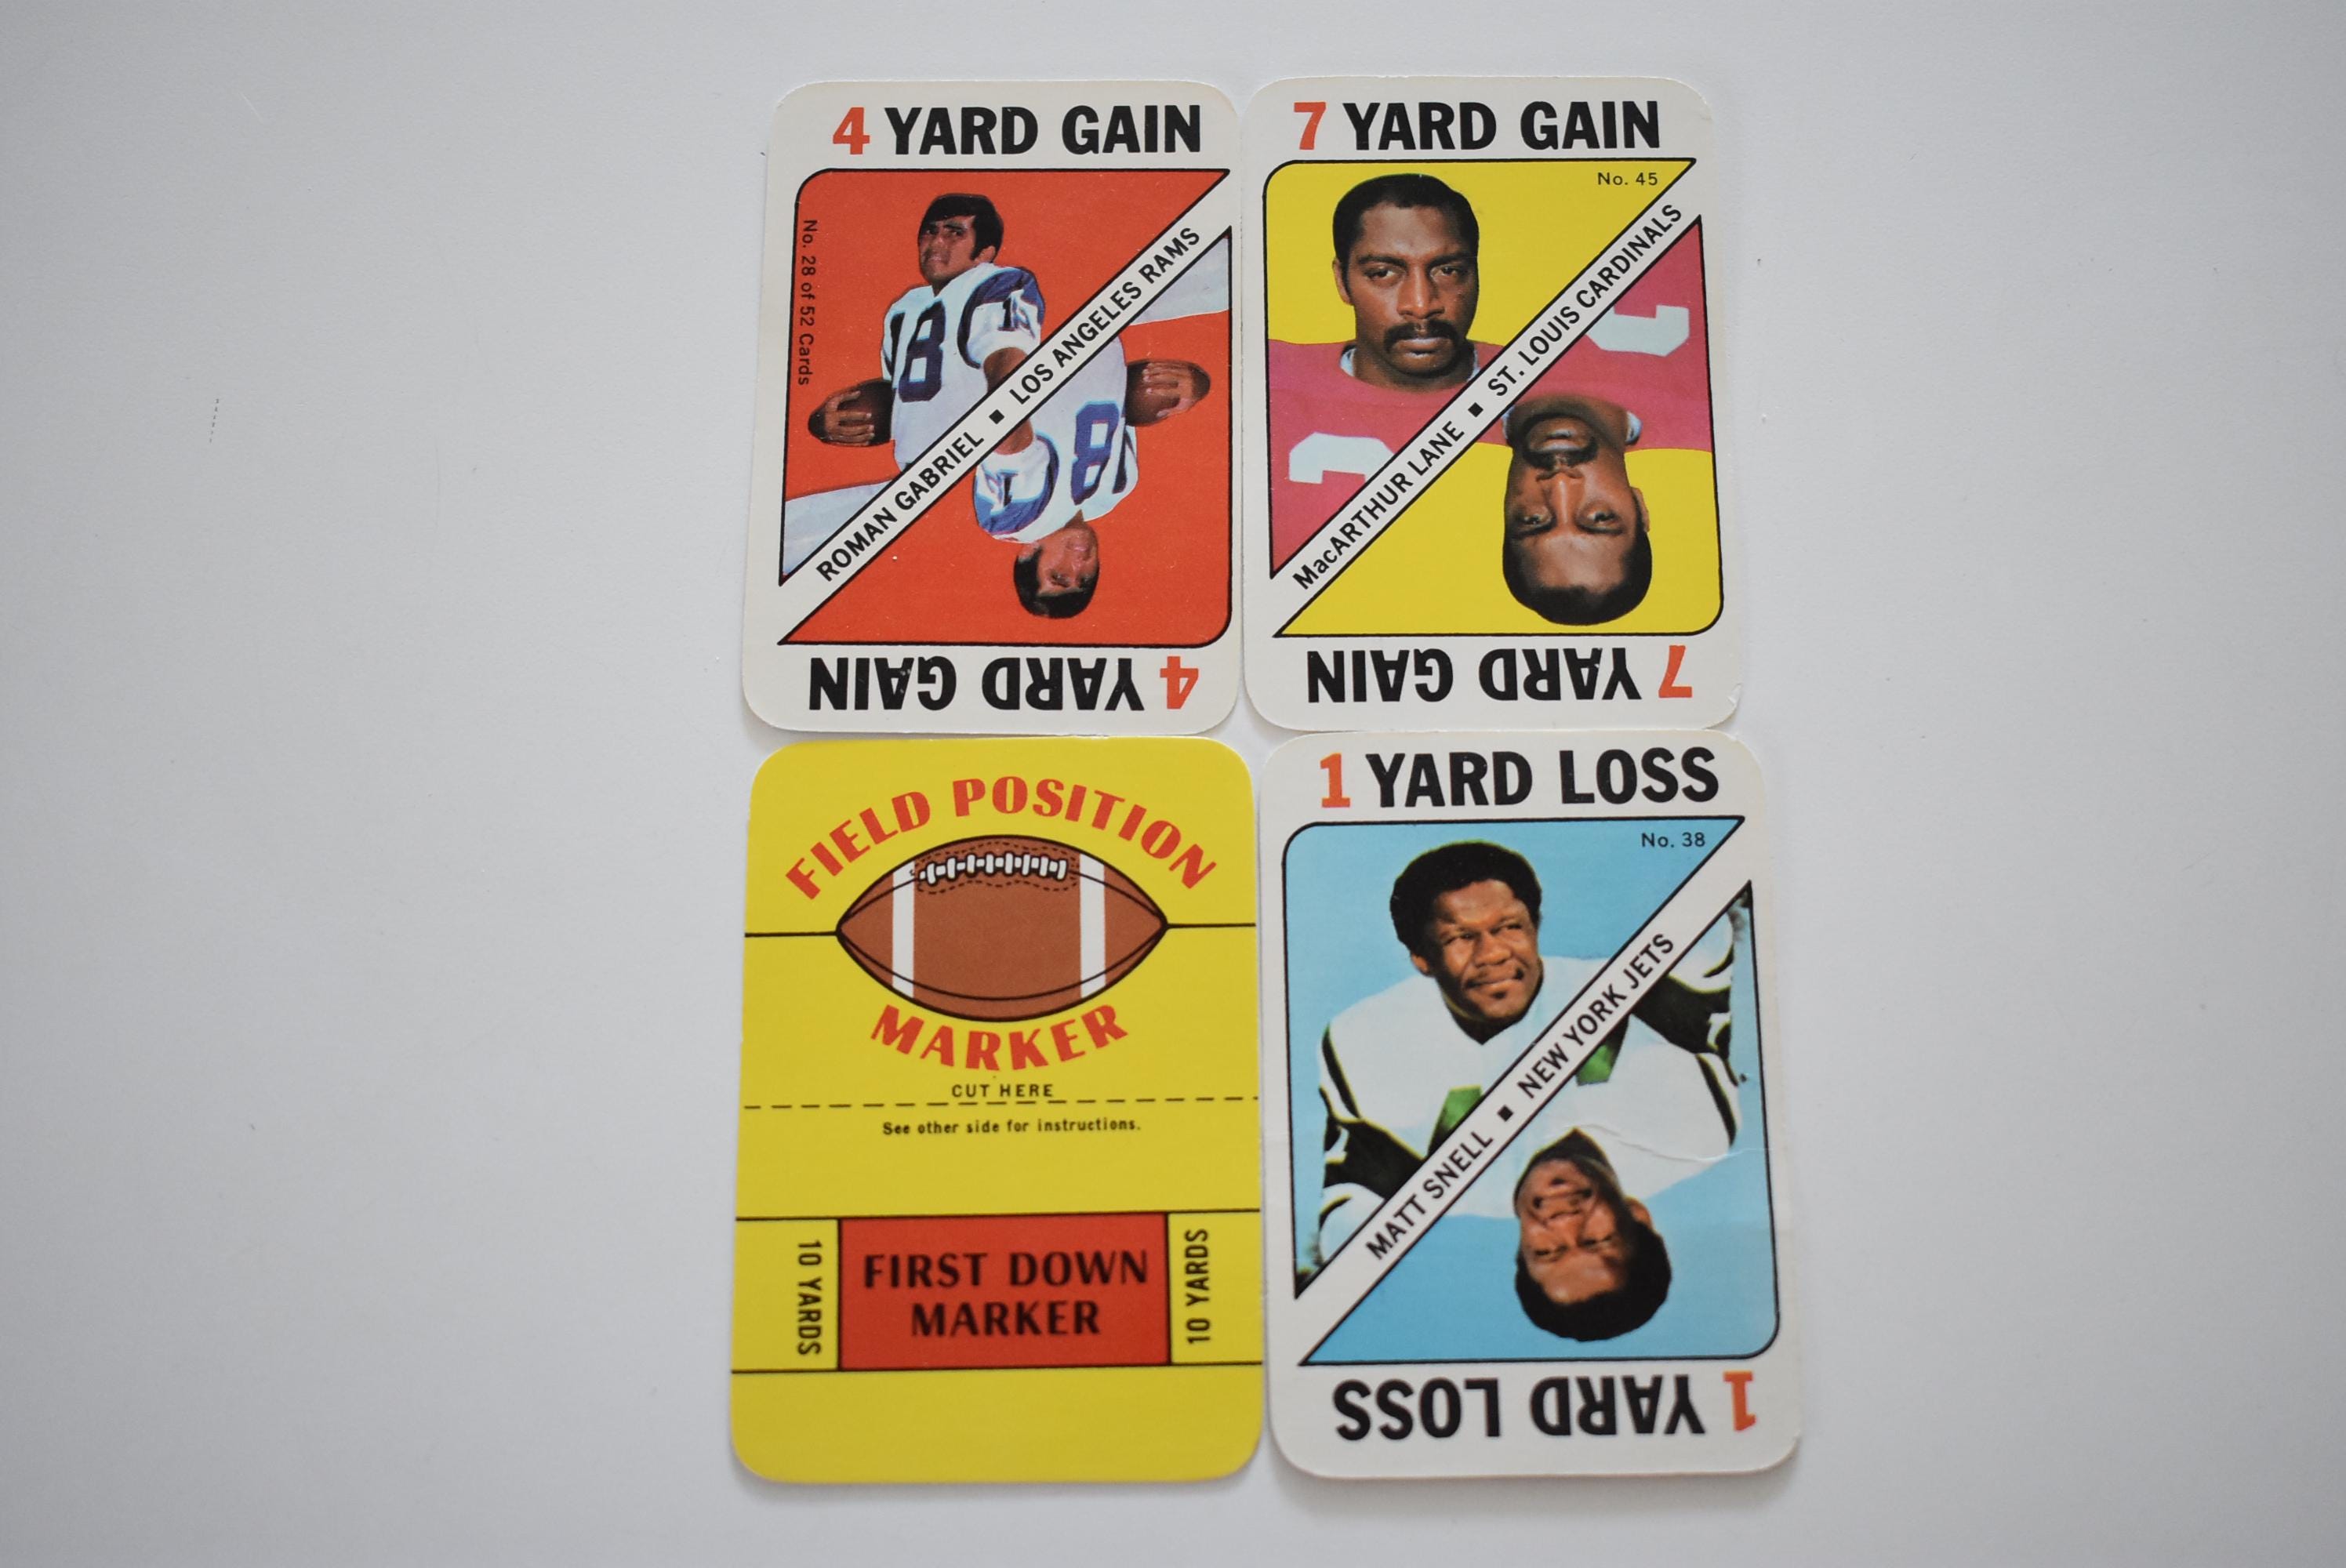 4 YARD GAIN
No. 28 of 52 Cards
18
18
ROMAN GABRIEL ■ LOS ANGELES RAMS
18
4 YARD GAIN
7 YARD GAIN
No. 45
MacARTHUR LANE ■ ST. LOUIS CARDINALS
7 YARD GAIN
FIELD POSITION
MARKER
CUT HERE
See other side for instructions.
10 YARDS
FIRST DOWN
MARKER
10 YARDS
1 YARD LOSS
No. 38
MATT SNELL ■ NEW YORK JETS
1 YARD LOSS